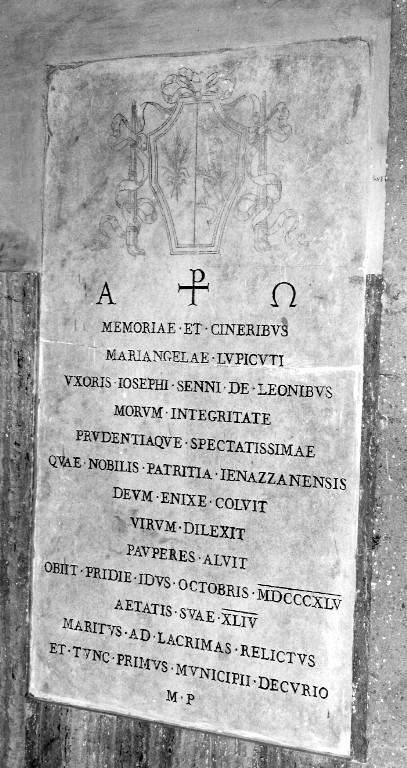 Α ⳨ Ω
MEMORIAE · ET · CINERIBVS
MARIANGELAE · LVPICVTI
VXORIS · IOSEPHI · SENNI · DE · LEONIBVS
MORVM · INTEGRITATE
PRVDENTIAQVE · SPECTATISSIMAE
QVAE · NOBILIS · PATRITIA · IENAZZANENSIS
DEVM · ENIXE · COLVIT
VIRVM · DILEXIT
PAVPERES · ALVIT
OBIIT · PRIDIE · IDVS · OCTOBRIS · MDCCCXLV
AETATIS · SVAE · XLIV
MARITVS · AD · LACRIMAS · RELICTVS
ET · TVNC · PRIMVS · MVNICIPII · DECVRIO
M · P